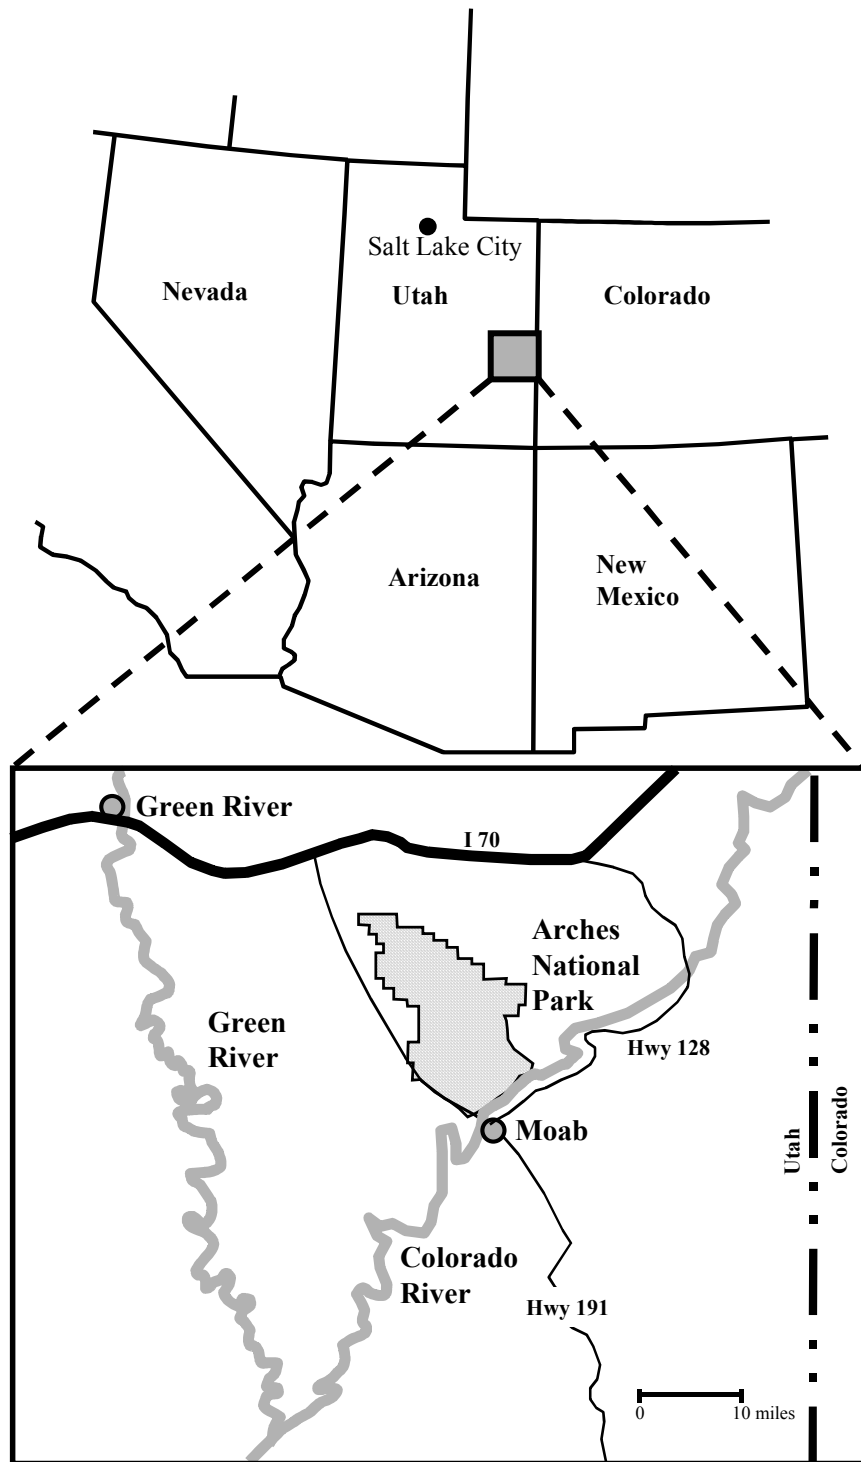 Salt Lake City
Nevada
Utah
Colorado
Arizona
New
Mexico
Green River
I 70
Arches
National
Park
Green
River
Hwy 128
Moab
Utah
Colorado
Colorado
River
Hwy 191
0
10 miles